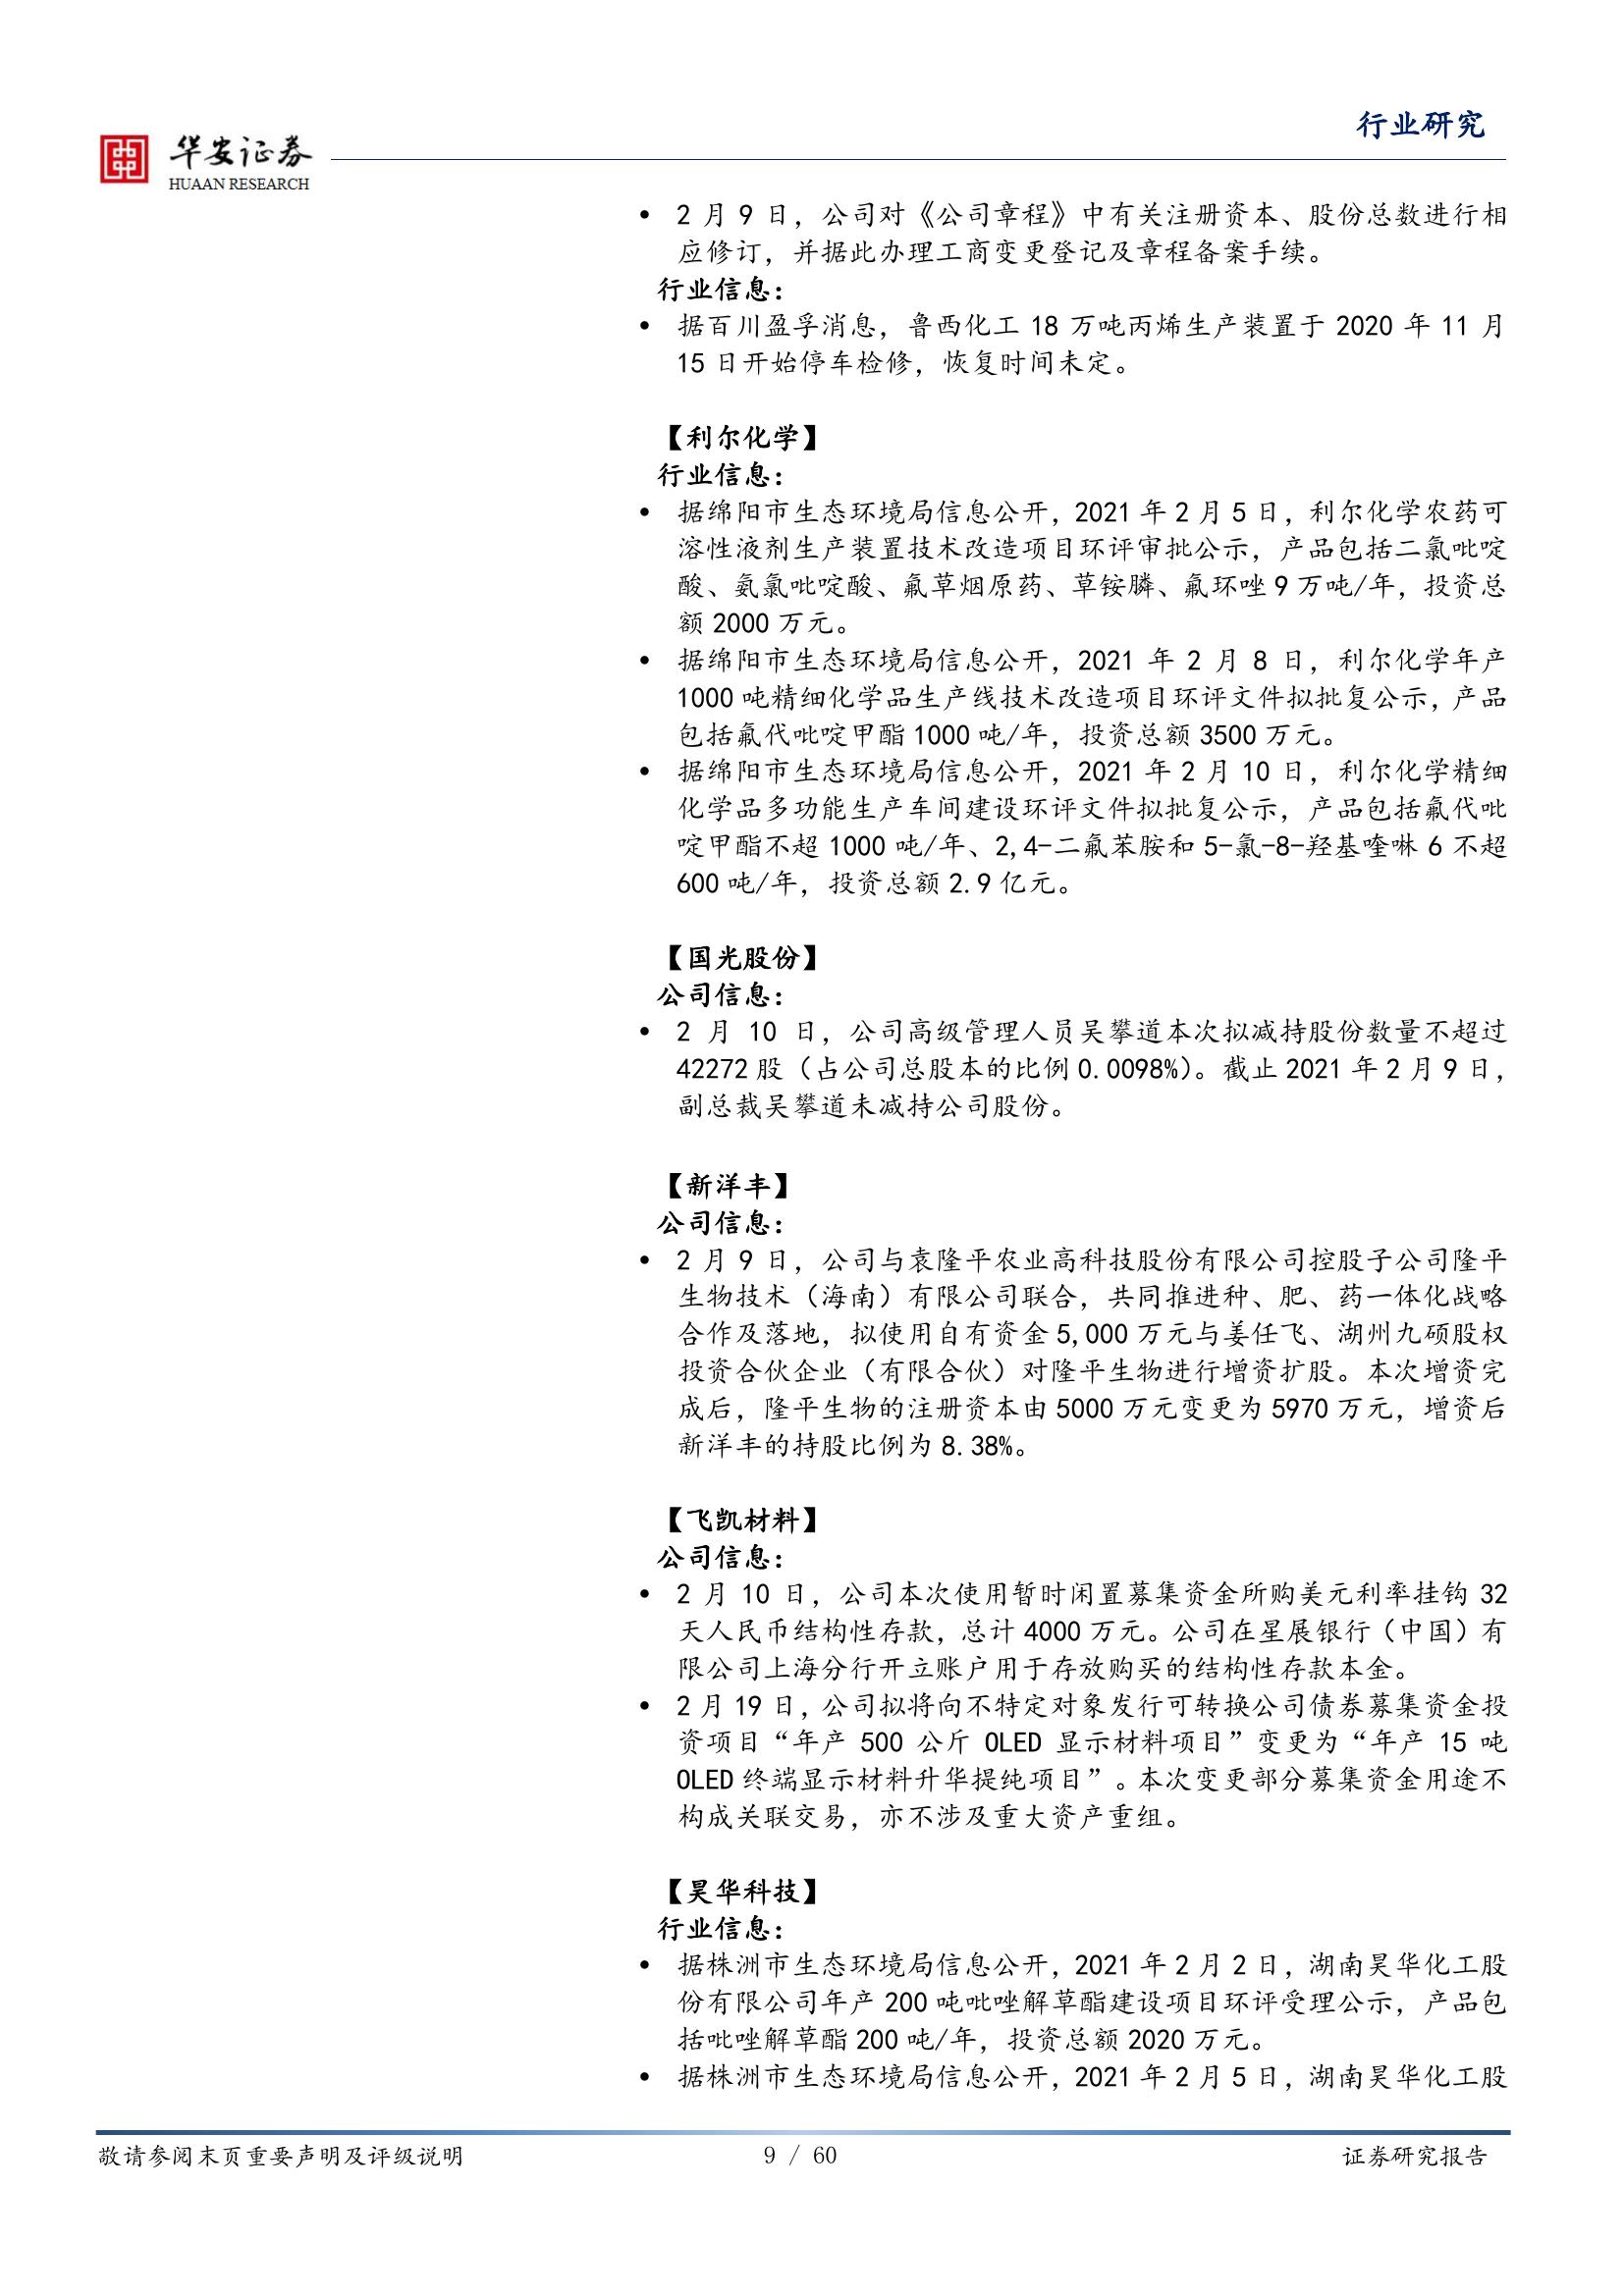 行业研究
华安证券
HUAAN RESEARCH
• 2 月 9 日，公司对《公司章程》中有关注册资本、股份总数进行相
应修订，并据此办理工商变更登记及章程备案手续。
行业信息：
• 据百川盈孚消息，鲁西化工 18 万吨丙烯生产装置于 2020 年 11 月
15 日开始停车检修，恢复时间未定。
【利尔化学】
行业信息：
• 据绵阳市生态环境局信息公开，2021 年 2 月 5 日，利尔化学农药可
溶性液剂生产装置技术改造项目环评审批公示，产品包括二氯吡啶
酸、氨氯吡啶酸、氟草烟原药、草铵膦、氟环唑 9 万吨/年，投资总
额 2000 万元。
• 据绵阳市生态环境局信息公开，2021 年 2 月 8 日，利尔化学年产
1000 吨精细化学品生产线技术改造项目环评文件拟批复公示，产品
包括氟代吡啶甲酯 1000 吨/年，投资总额 3500 万元。
• 据绵阳市生态环境局信息公开，2021 年 2 月 10 日，利尔化学精细
化学品多功能生产车间建设环评文件拟批复公示，产品包括氟代吡
啶甲酯不超 1000 吨/年、2,4-二氟苯胺和 5-氯-8-羟基喹啉 6 不超
600 吨/年，投资总额 2.9 亿元。
【国光股份】
公司信息：
• 2 月 10 日，公司高级管理人员吴攀道本次拟减持股份数量不超过
42272 股（占公司总股本的比例 0.0098%）。截止 2021 年 2 月 9 日，
副总裁吴攀道未减持公司股份。
【新洋丰】
公司信息：
• 2 月 9 日，公司与袁隆平农业高科技股份有限公司控股子公司隆平
生物技术（海南）有限公司联合，共同推进种、肥、药一体化战略
合作及落地，拟使用自有资金 5,000 万元与姜任飞、湖州九硕股权
投资合伙企业（有限合伙）对隆平生物进行增资扩股。本次增资完
成后，隆平生物的注册资本由 5000 万元变更为 5970 万元，增资后
新洋丰的持股比例为 8.38%。
【飞凯材料】
公司信息：
• 2 月 10 日，公司本次使用暂时闲置募集资金所购美元利率挂钩 32
天人民币结构性存款，总计 4000 万元。公司在星展银行（中国）有
限公司上海分行开立账户用于存放购买的结构性存款本金。
• 2 月 19 日，公司拟将向不特定对象发行可转换公司债券募集资金投
资项目“年产 500 公斤 OLED 显示材料项目”变更为“年产 15 吨
OLED 终端显示材料升华提纯项目”。本次变更部分募集资金用途不
构成关联交易，亦不涉及重大资产重组。
【昊华科技】
行业信息：
• 据株洲市生态环境局信息公开，2021 年 2 月 2 日，湖南昊华化工股
份有限公司年产 200 吨吡唑解草酯建设项目环评受理公示，产品包
括吡唑解草酯 200 吨/年，投资总额 2020 万元。
• 据株洲市生态环境局信息公开，2021 年 2 月 5 日，湖南昊华化工股
敬请参阅末页重要声明及评级说明
9 / 60
证券研究报告